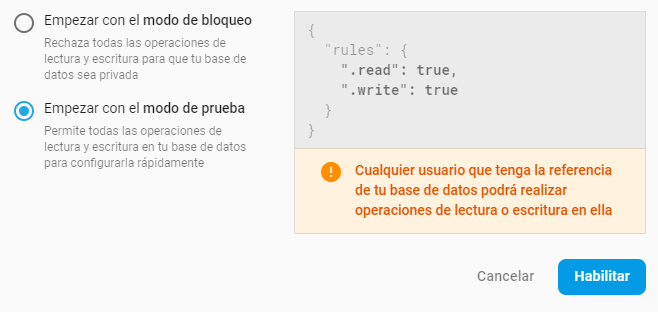 Empezar con el modo de bloqueo
Rechaza todas las operaciones de
lectura y escritura para que tu base de
datos sea privada
Empezar con el modo de prueba
Permite todas las operaciones de
lectura y escritura en tu base de datos
para configurarla rápidamente
{
"rules": {
".read": true,
".write": true
}
}
Cualquier usuario que tenga la referencia
de tu base de datos podrá realizar
operaciones de lectura o escritura en ella
Cancelar
Habilitar